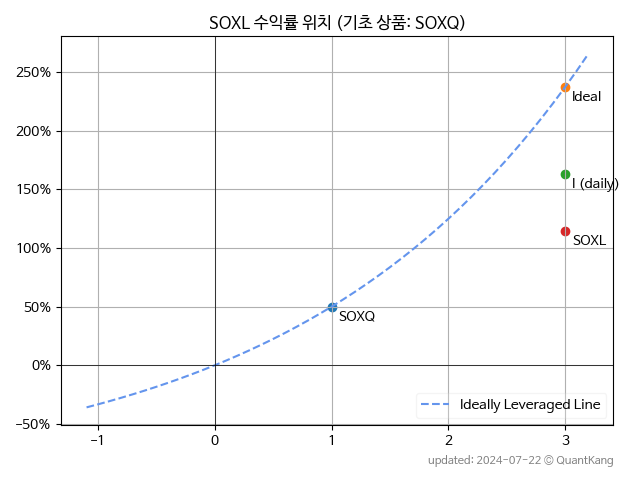 SOXL 수익률 위치 (기초 상품: SOXQ)
250%
200%
150%
100%
50%
0%
−50%
Ideal
I (daily)
SOXL
SOXQ
Ideally Leveraged Line
−1
0
1
2
3
updated: 2024-07-22 © QuantKang